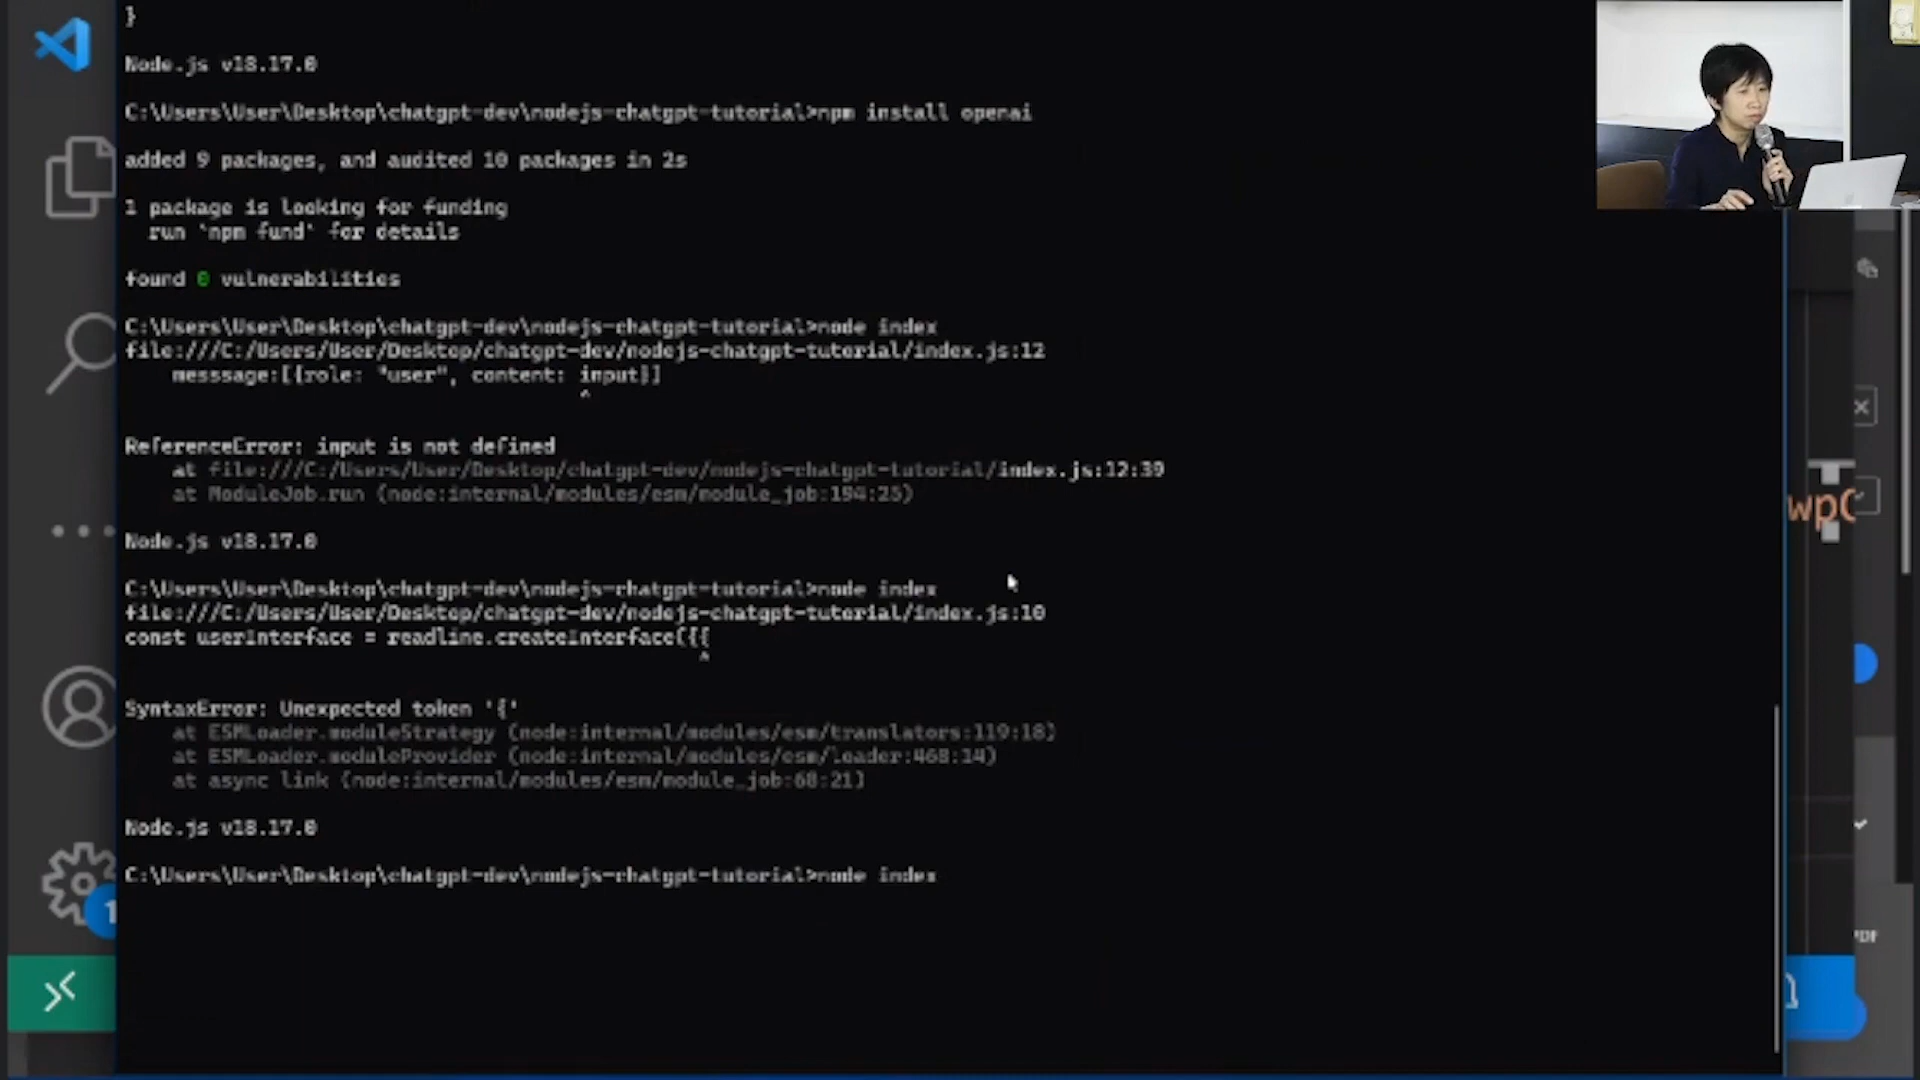 }
Node.js v18.17.0
C:\Users\User\Desktop\chatgpt-dev\nodejs-chatgpt-tutorial>npm install openai
added 9 packages, and audited 10 packages in 2s
1 package is looking for funding
run `npm fund` for details
found 0 vulnerabilities
C:\Users\User\Desktop\chatgpt-dev\nodejs-chatgpt-tutorial>node index
file:///C:/Users/User/Desktop/chatgpt-dev/nodejs-chatgpt-tutorial/index.js:12
messsage:[{role: "user", content: input}]
^
ReferenceError: input is not defined
at file:///C:/Users/User/Desktop/chatgpt-dev/nodejs-chatgpt-tutorial/index.js:12:39
at ModuleJob.run (node:internal/modules/esm/module_job:194:25)
Node.js v18.17.0
C:\Users\User\Desktop\chatgpt-dev\nodejs-chatgpt-tutorial>node index
file:///C:/Users/User/Desktop/chatgpt-dev/nodejs-chatgpt-tutorial/index.js:10
const userInterface = readline.createInterface({{
^
SyntaxError: Unexpected token '{'
at ESMLoader.moduleStrategy (node:internal/modules/esm/translators:119:18)
at ESMLoader.moduleProvider (node:internal/modules/esm/loader:468:14)
at async link (node:internal/modules/esm/module_job:68:21)
Node.js v18.17.0
C:\Users\User\Desktop\chatgpt-dev\nodejs-chatgpt-tutorial>node index
1